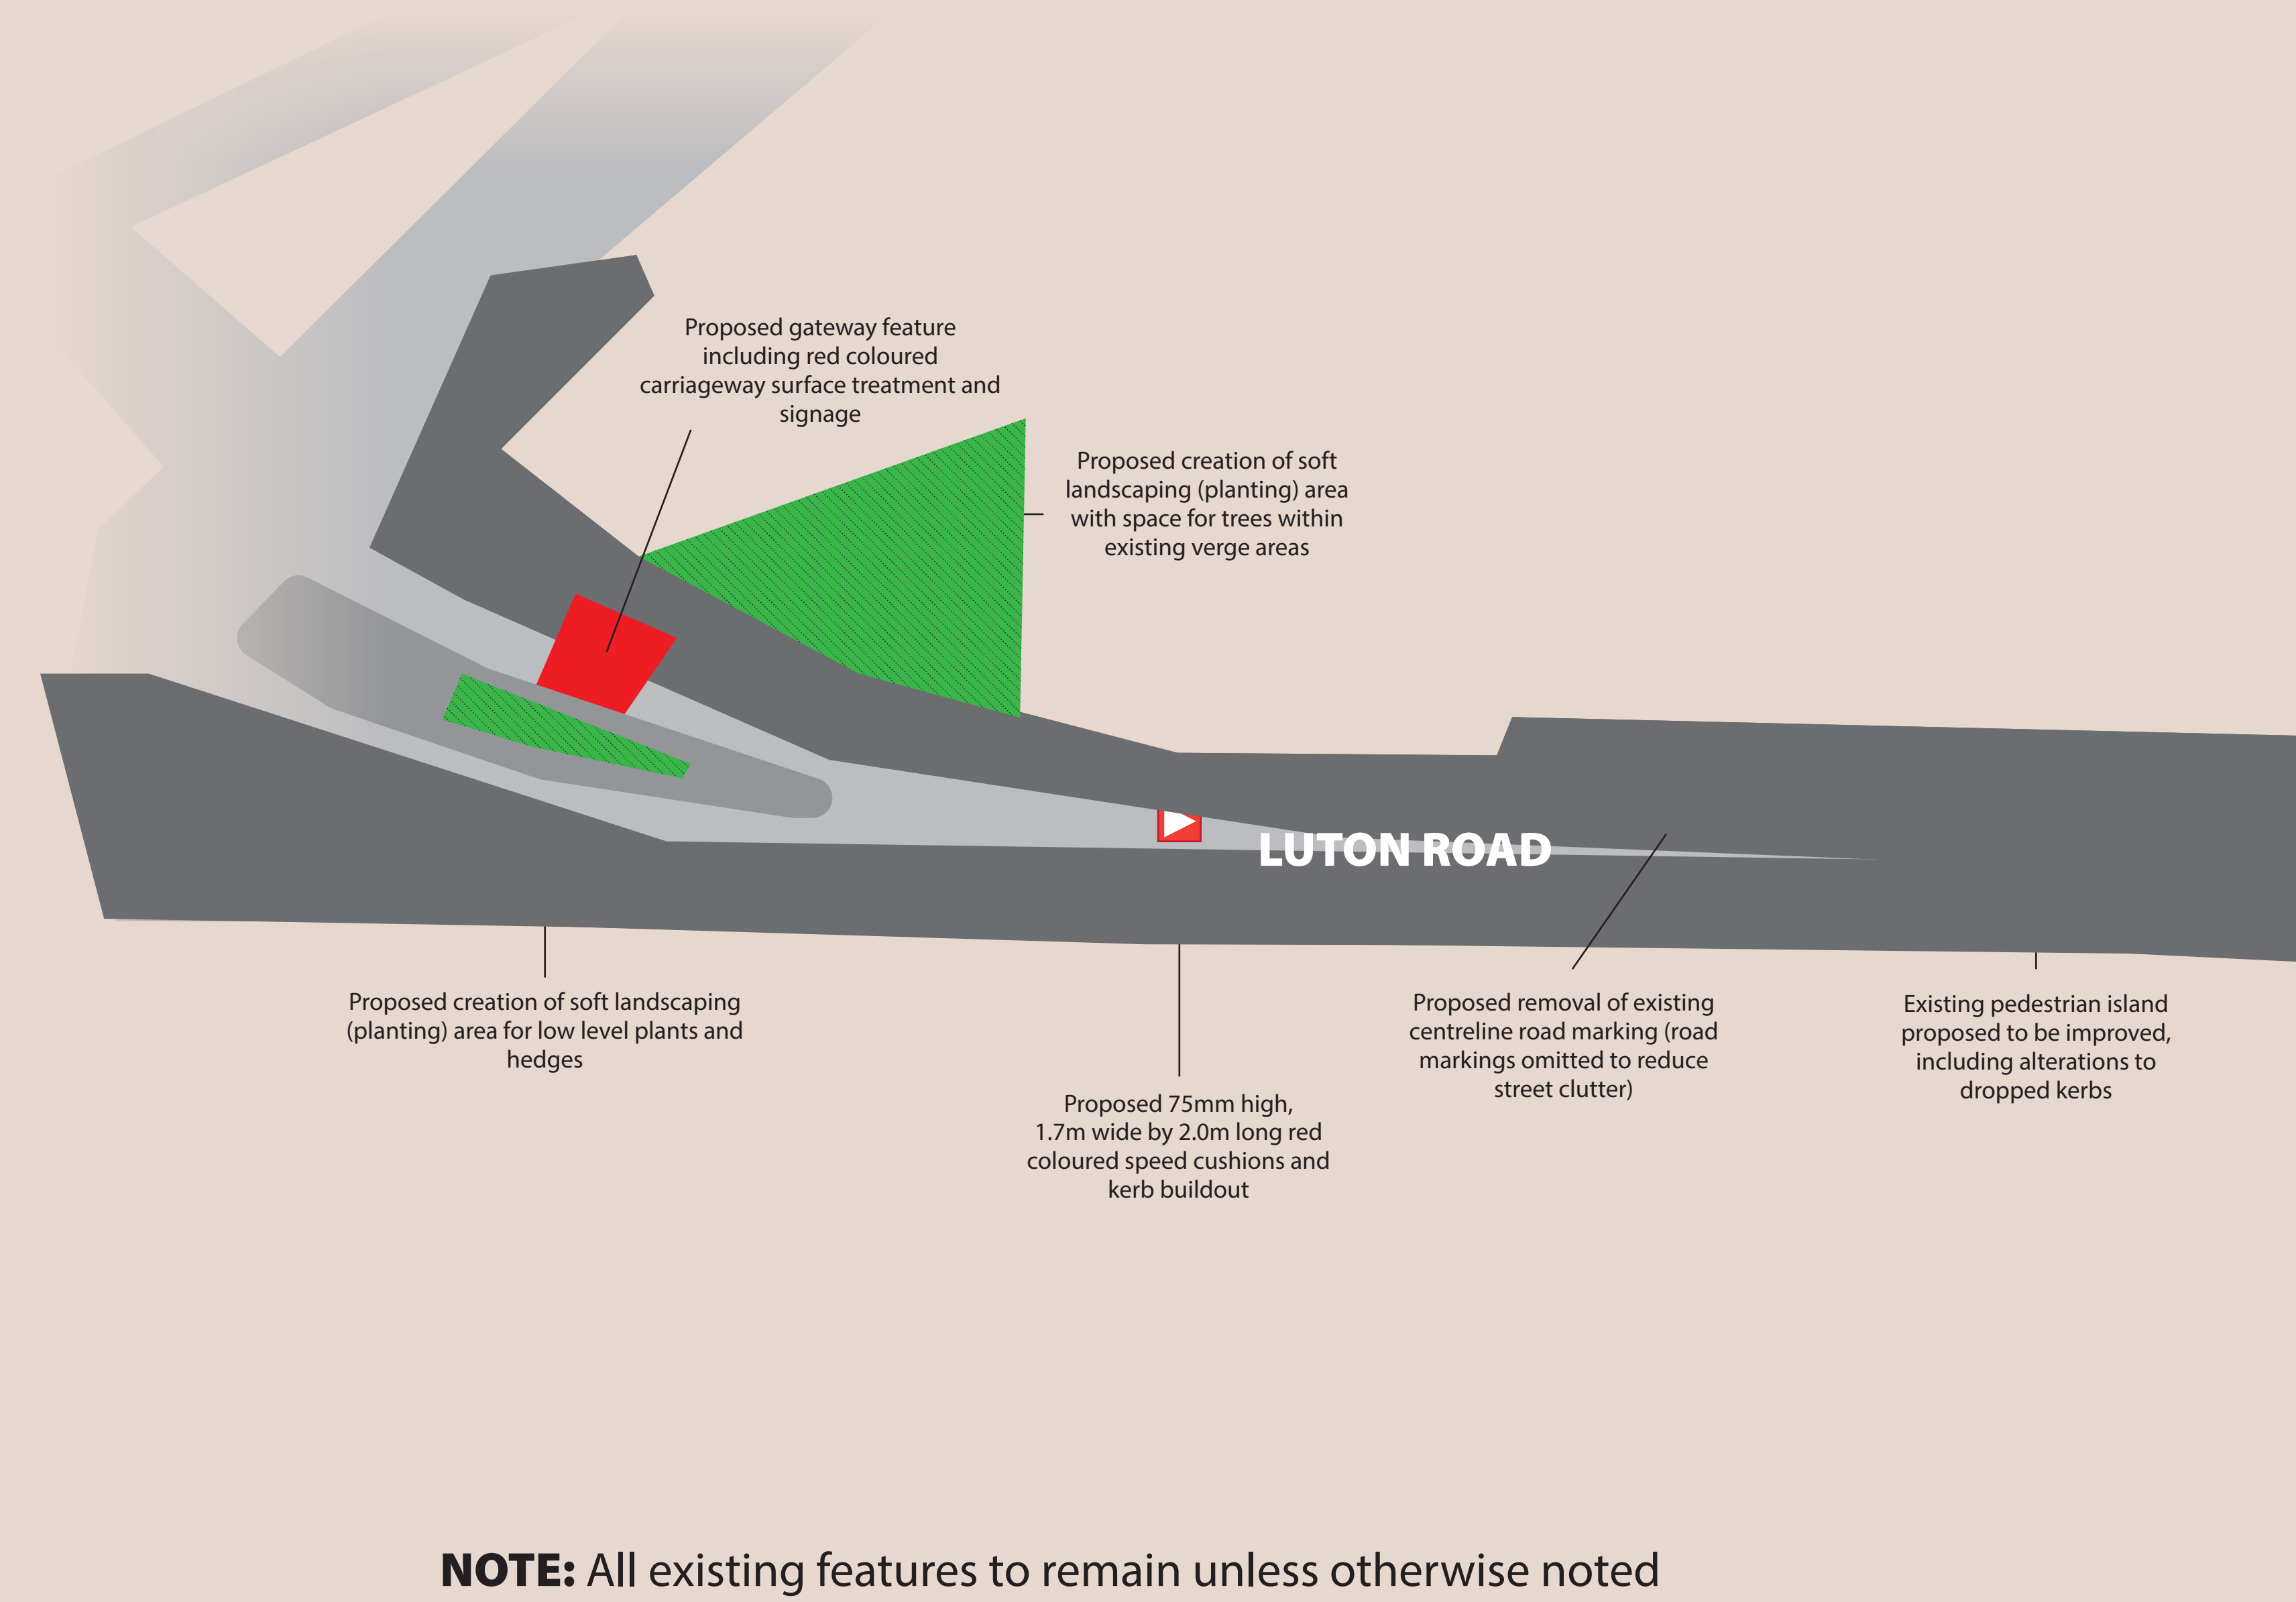 Proposed gateway feature
including red coloured
carriageway surface treatment and
signage
Proposed creation of soft
landscaping (planting) area
with space for trees within
existing verge areas
LUTON ROAD
Proposed creation of soft landscaping
(planting) area for low level plants and
hedges
Proposed 75mm high,
1.7m wide by 2.0m long red
coloured speed cushions and
kerb buildout
Proposed removal of existing
centreline road marking (road
markings omitted to reduce
street clutter)
Existing pedestrian island
proposed to be improved,
including alterations to
dropped kerbs
NOTE: All existing features to remain unless otherwise noted